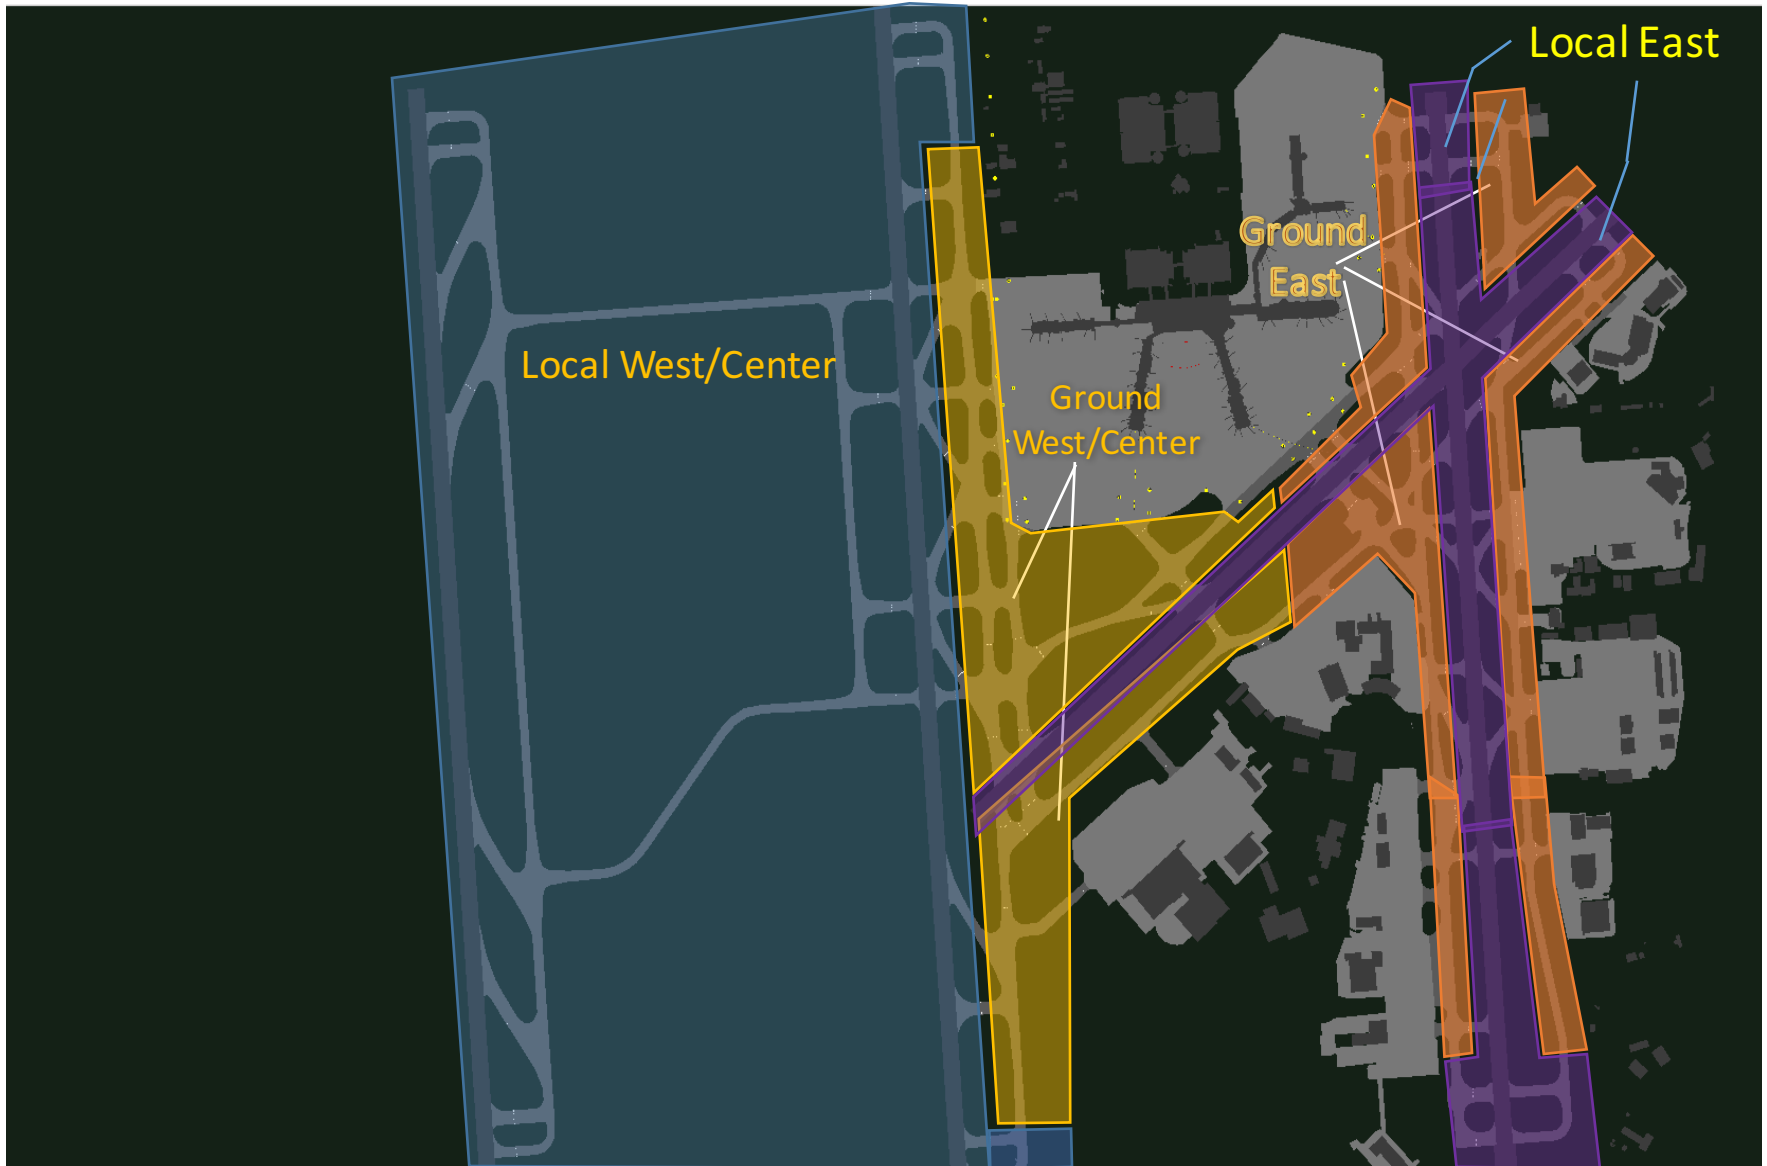 Local East
Ground
East
Local West/Center
Ground
West/Center